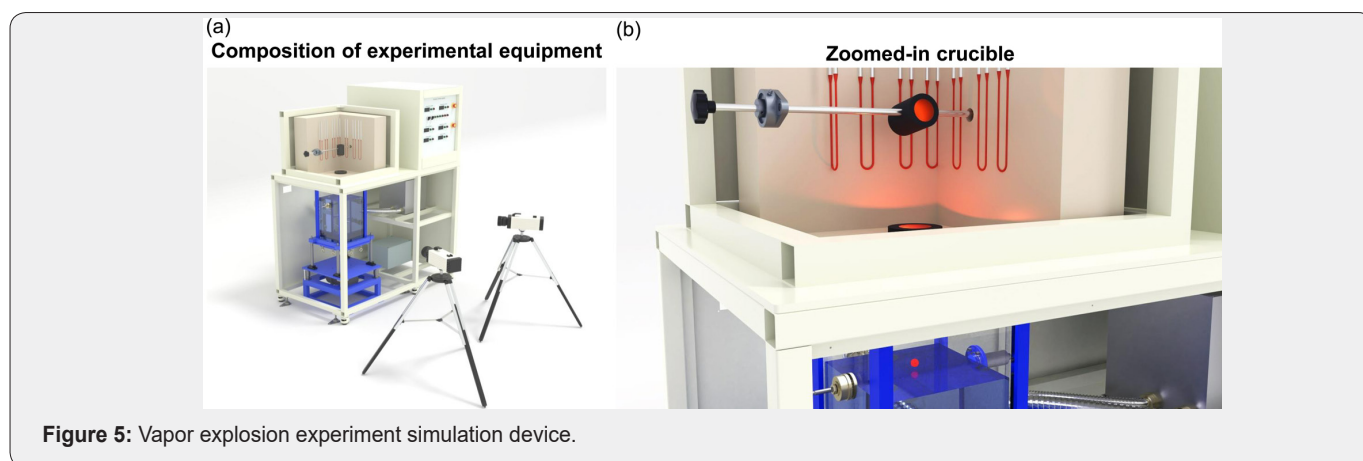 (a)
Composition of experimental equipment
(b)
Zoomed-in crucible
Figure 5: Vapor explosion experiment simulation device.